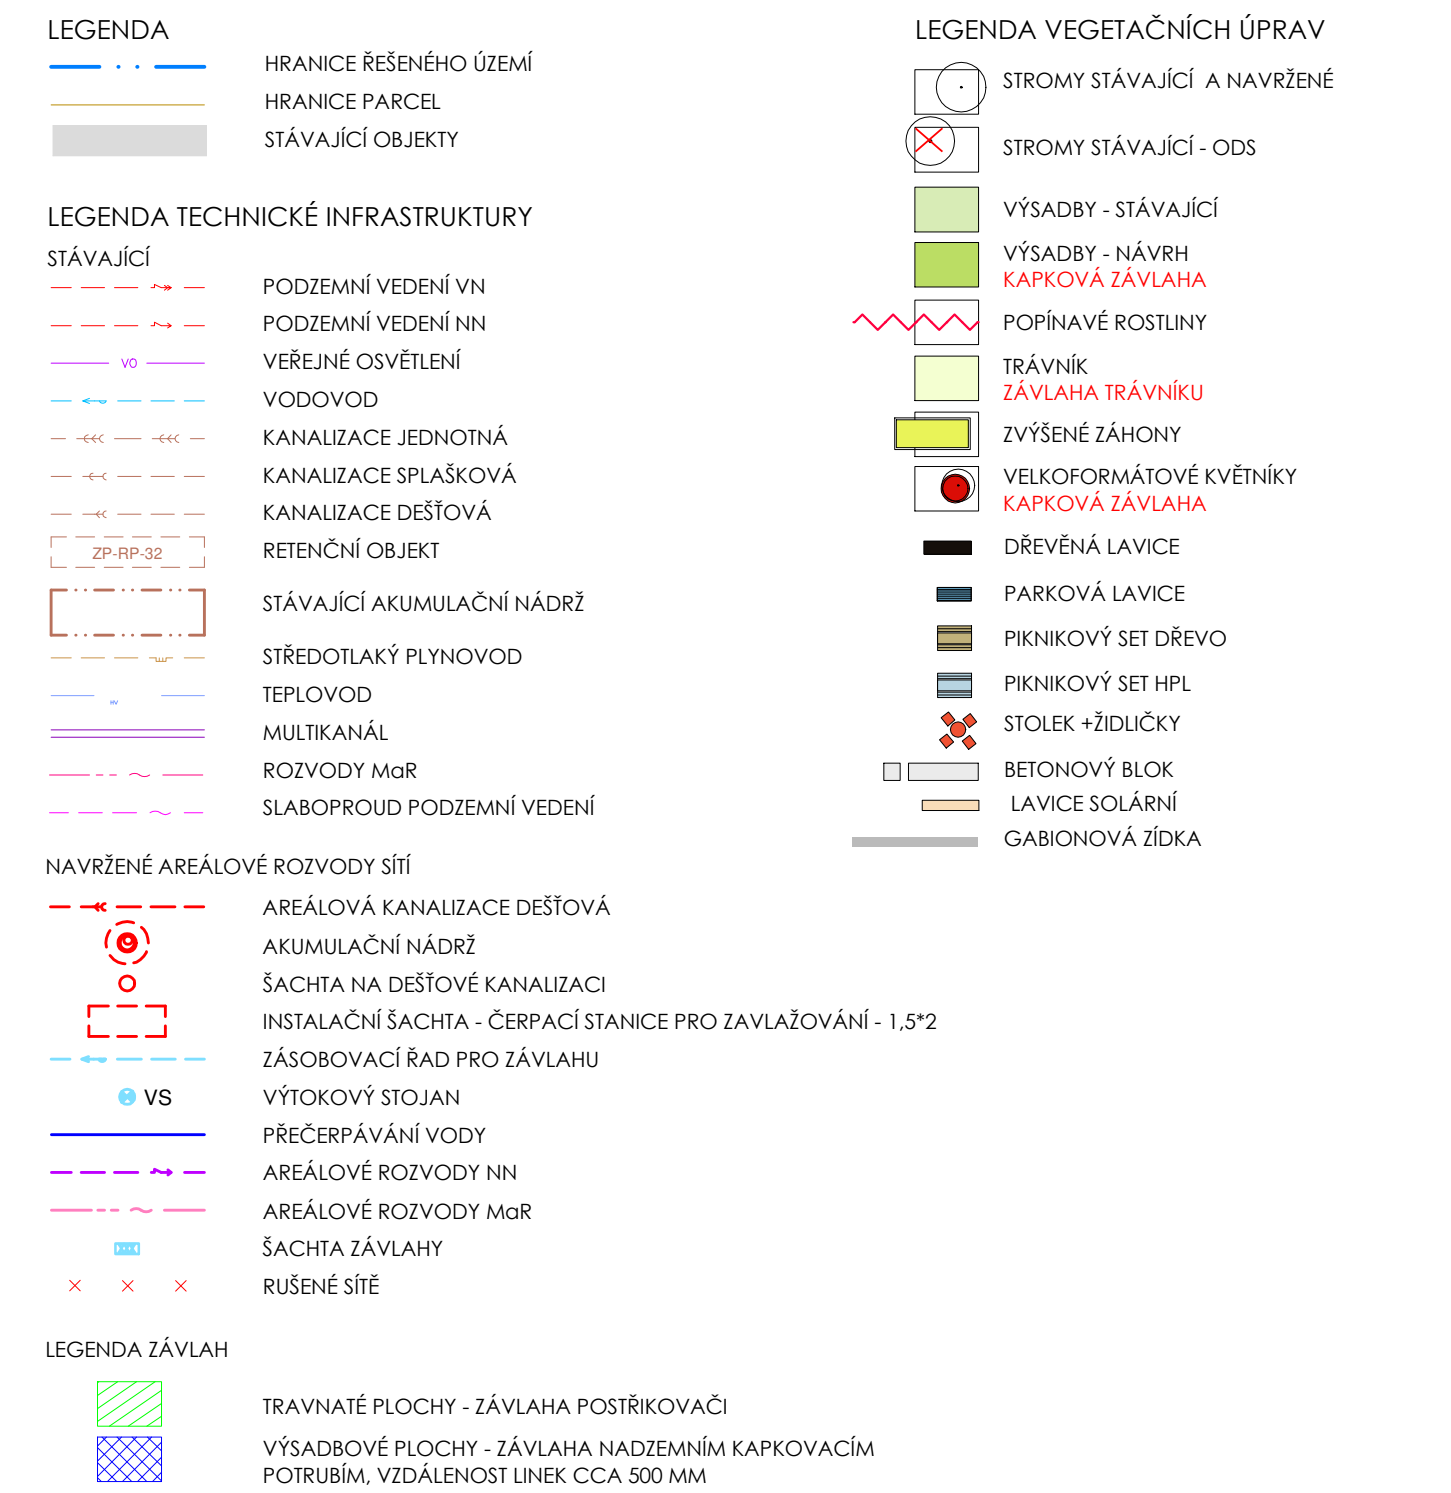 LEGENDA
HRANICE ŘEŠENÉHO ÚZEMÍ
HRANICE PARCEL
STÁVAJÍCÍ OBJEKTY
LEGENDA TECHNICKÉ INFRASTRUKTURY
STÁVAJÍCÍ
PODZEMNÍ VEDENÍ VN
PODZEMNÍ VEDENÍ NN
VO VEŘEJNÉ OSVĚTLENÍ
VODOVOD
KANALIZACE JEDNOTNÁ
KANALIZACE SPLAŠKOVÁ
KANALIZACE DEŠŤOVÁ
ZP-RP-32 RETENČNÍ OBJEKT
STÁVAJÍCÍ AKUMULAČNÍ NÁDRŽ
STŘEDOTLAKÝ PLYNOVOD
HV TEPLOVOD
MULTIKANÁL
ROZVODY MaR
SLABOPROUD PODZEMNÍ VEDENÍ
NAVRŽENÉ AREÁLOVÉ ROZVODY SÍTÍ
AREÁLOVÁ KANALIZACE DEŠŤOVÁ
AKUMULAČNÍ NÁDRŽ
ŠACHTA NA DEŠŤOVÉ KANALIZACI
INSTALAČNÍ ŠACHTA - ČERPACÍ STANICE PRO ZAVLAŽOVÁNÍ - 1,5*2
ZÁSOBOVACÍ ŘAD PRO ZÁVLAHU
VS VÝTOKOVÝ STOJAN
PŘEČERPÁVÁNÍ VODY
AREÁLOVÉ ROZVODY NN
AREÁLOVÉ ROZVODY MaR
ŠACHTA ZÁVLAHY
RUŠENÉ SÍTĚ
LEGENDA ZÁVLAH
TRAVNATÉ PLOCHY - ZÁVLAHA POSTŘIKOVAČI
VÝSADBOVÉ PLOCHY - ZÁVLAHA NADZEMNÍM KAPKOVACÍM
POTRUBÍM, VZDÁLENOST LINEK CCA 500 MM
LEGENDA VEGETAČNÍCH ÚPRAV
STROMY STÁVAJÍCÍ A NAVRŽENÉ
STROMY STÁVAJÍCÍ - ODS
VÝSADBY - STÁVAJÍCÍ
VÝSADBY - NÁVRH
KAPKOVÁ ZÁVLAHA
POPÍNAVÉ ROSTLINY
TRÁVNÍK
ZÁVLAHA TRÁVNÍKU
ZVÝŠENÉ ZÁHONY
VELKOFORMÁTOVÉ KVĚTNÍKY
KAPKOVÁ ZÁVLAHA
DŘEVĚNÁ LAVICE
PARKOVÁ LAVICE
PIKNIKOVÝ SET DŘEVO
PIKNIKOVÝ SET HPL
STOLEK +ŽIDLIČKY
BETONOVÝ BLOK
LAVICE SOLÁRNÍ
GABIONOVÁ ZÍDKA